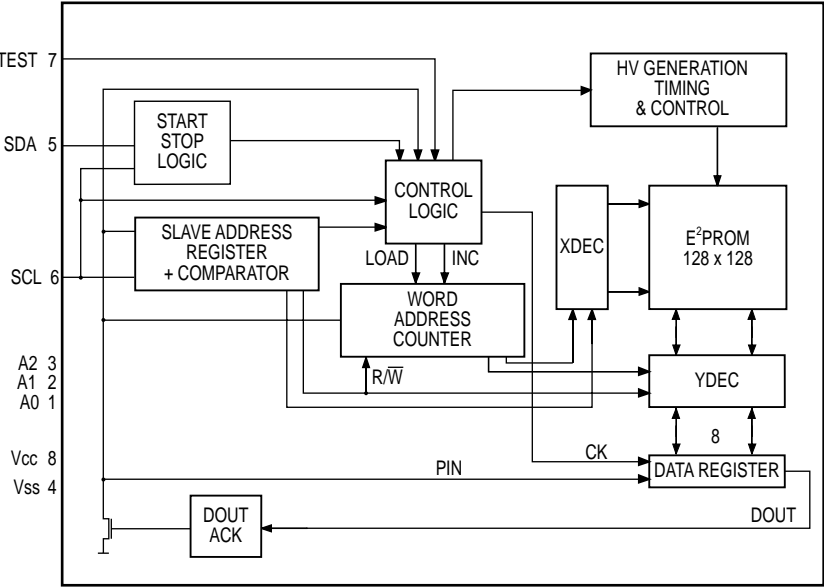 TEST 7
HV GENERATION
TIMING
& CONTROL
START
STOP
LOGIC
SDA 5
CONTROL
LOGIC
XDEC
E²PROM
128 x 128
SLAVE ADDRESS
REGISTER
+ COMPARATOR
SCL 6
LOAD
INC
WORD
ADDRESS
COUNTER
A2 3
A1 2
A0 1
R/W̅
YDEC
8
Vcc 8
Vss 4
PIN
CK
DATA REGISTER
DOUT
ACK
DOUT